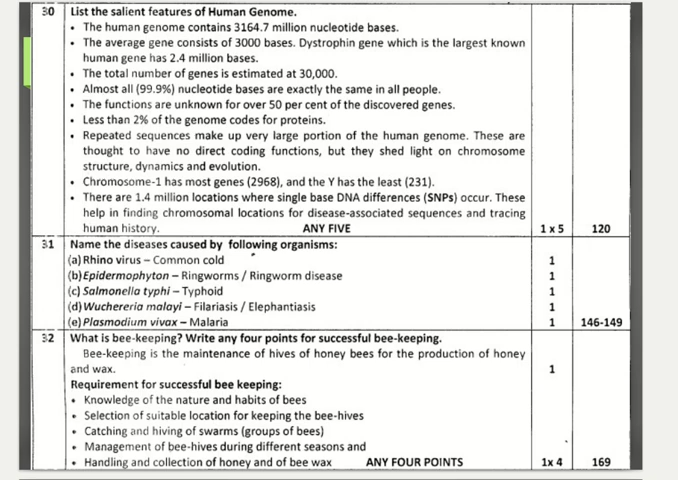 30 List the salient features of Human Genome.
• The human genome contains 3164.7 million nucleotide bases.
• The average gene consists of 3000 bases. Dystrophin gene which is the largest known
human gene has 2.4 million bases.
• The total number of genes is estimated at 30,000.
• Almost all (99.9%) nucleotide bases are exactly the same in all people.
• The functions are unknown for over 50 per cent of the discovered genes.
• Less than 2% of the genome codes for proteins.
• Repeated sequences make up very large portion of the human genome. These are
thought to have no direct coding functions, but they shed light on chromosome
structure, dynamics and evolution.
• Chromosome-1 has most genes (2968), and the Y has the least (231).
• There are 1.4 million locations where single base DNA differences (SNPs) occur. These
help in finding chromosomal locations for disease-associated sequences and tracing
human history. ANY FIVE 1 x 5 120
31 Name the diseases caused by following organisms:
(a) Rhino virus – Common cold 1
(b) Epidermophyton – Ringworms / Ringworm disease 1
(c) Salmonella typhi – Typhoid 1
(d) Wuchereria malayi – Filariasis / Elephantiasis 1
(e) Plasmodium vivax – Malaria 1 146-149
32 What is bee-keeping? Write any four points for successful bee-keeping.
Bee-keeping is the maintenance of hives of honey bees for the production of honey
and wax. 1
Requirement for successful bee keeping:
• Knowledge of the nature and habits of bees
• Selection of suitable location for keeping the bee-hives
• Catching and hiving of swarms (groups of bees)
• Management of bee-hives during different seasons and
• Handling and collection of honey and of bee wax ANY FOUR POINTS 1x 4 169